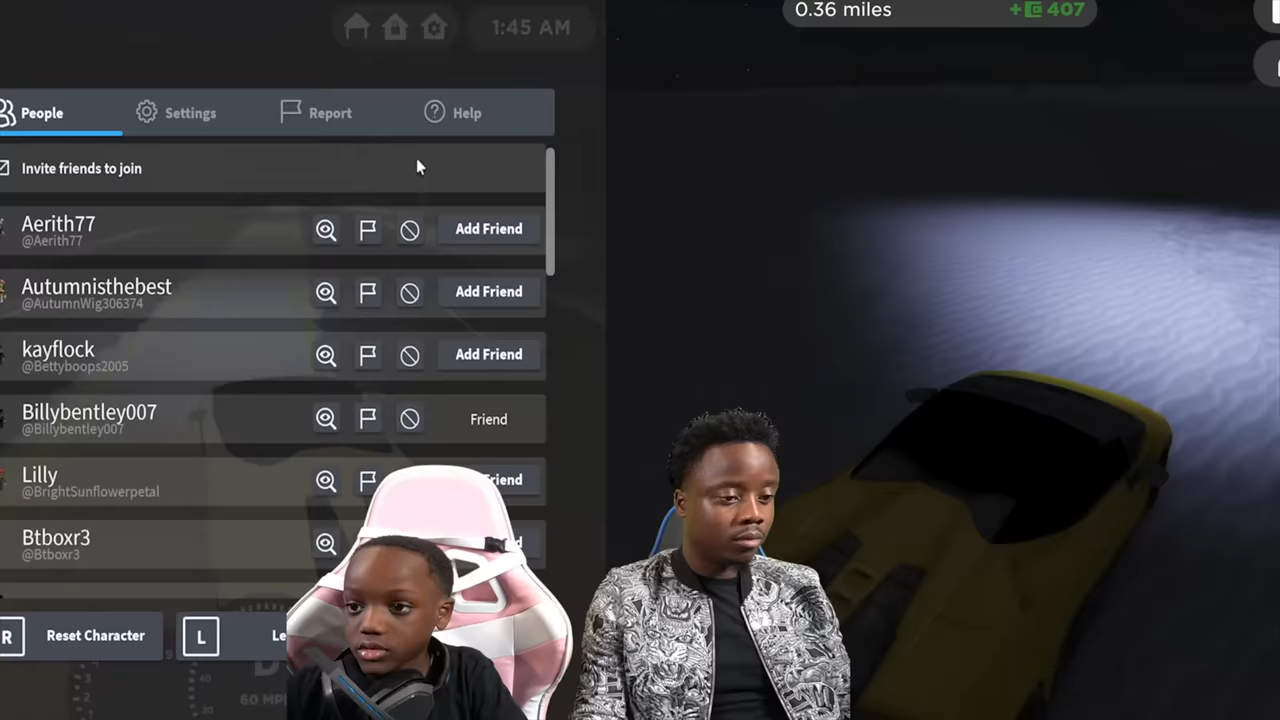 1:45 AM
0.36 miles
+ 407
People
Settings
Report
Help
Invite friends to join
Aerith77
@Aerith77
Add Friend
Autumnisthebest
@AutumnWig306374
Add Friend
kayflock
@Bettyboops2005
Add Friend
Billybentley007
@Billybentley007
Friend
Lilly
@BrightSunflowerpetal
Friend
Btboxr3
@Btboxr3
R
Reset Character
L
60 MPH